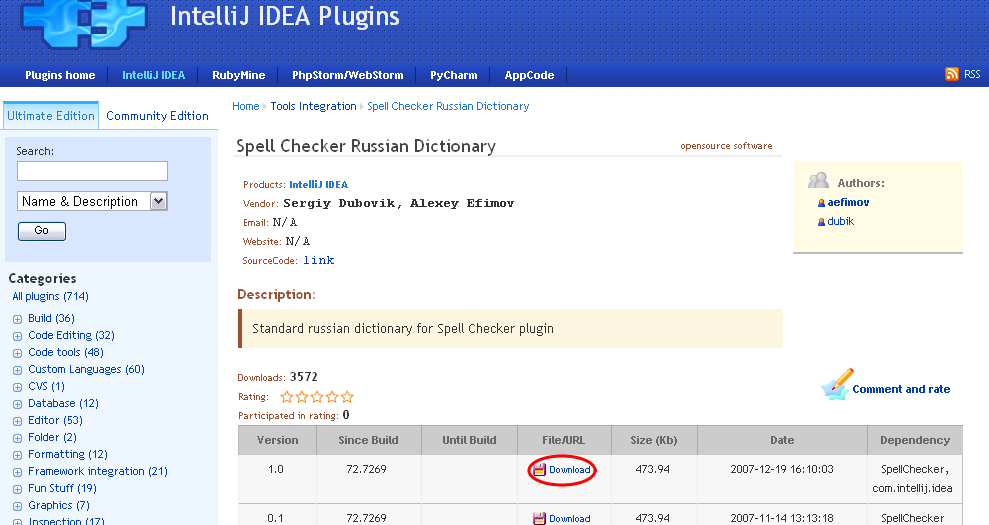 IntelliJ IDEA Plugins
Plugins home IntelliJ IDEA RubyMine PhpStorm/WebStorm PyCharm AppCode RSS
Ultimate Edition Community Edition
Home Tools Integration Spell Checker Russian Dictionary
Search:
Name & Description
Go
Categories
All plugins (714)
Build (36)
Code Editing (32)
Code tools (48)
Custom Languages (60)
CVS (1)
Database (12)
Editor (53)
Folder (2)
Formatting (12)
Framework integration (21)
Fun Stuff (19)
Graphics (7)
Inspection (17)
Spell Checker Russian Dictionary opensource software
Products: IntelliJ IDEA
Vendor: Sergiy Dubovik, Alexey Efimov
Email: N/A
Website: N/A
SourceCode: link
Authors:
aefimov
dubik
Description:
Standard russian dictionary for Spell Checker plugin
Downloads: 3572
Rating:
Participated in rating: 0
Comment and rate
Version Since Build Until Build File/URL Size (Kb) Date Dependency
1.0 72.7269 Download 473.94 2007-12-19 16:10:03 SpellChecker,
com.intellij.idea
0.1 72.7269 Download 473.94 2007-11-14 13:13:18 SpellChecker